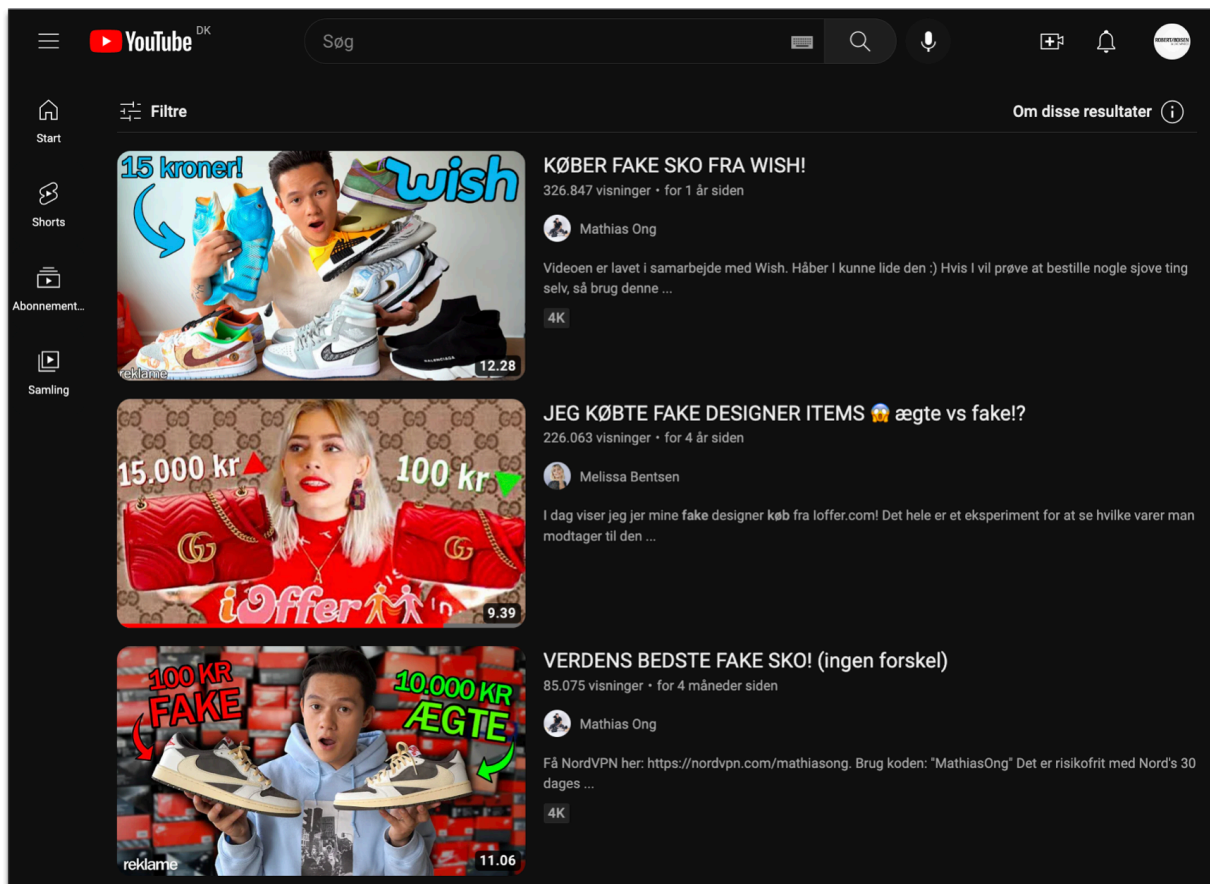 YouTube DK
Søg
Start
Shorts
Abonnement...
Samling
Filtre
Om disse resultater
15 kroner!
wish
BALENCIAGA
reklame
12.28
KØBER FAKE SKO FRA WISH!
326.847 visninger • for 1 år siden
Mathias Ong
Videoen er lavet i samarbejde med Wish. Håber I kunne lide den :) Hvis I vil prøve at bestille nogle sjove ting
selv, så brug denne ...
4K
15.000 kr
100 kr
iOffer
9.39
JEG KØBTE FAKE DESIGNER ITEMS 😱 ægte vs fake!?
226.063 visninger • for 4 år siden
Melissa Bentsen
I dag viser jeg jer mine fake designer køb fra Ioffer.com! Det hele er et eksperiment for at se hvilke varer man
modtager til den ...
100 KR
FAKE
10.000 KR
ÆGTE
reklame
11.06
VERDENS BEDSTE FAKE SKO! (ingen forskel)
85.075 visninger • for 4 måneder siden
Mathias Ong
Få NordVPN her: https://nordvpn.com/mathiasong. Brug koden: "MathiasOng" Det er risikofrit med Nord's 30
dages ...
4K